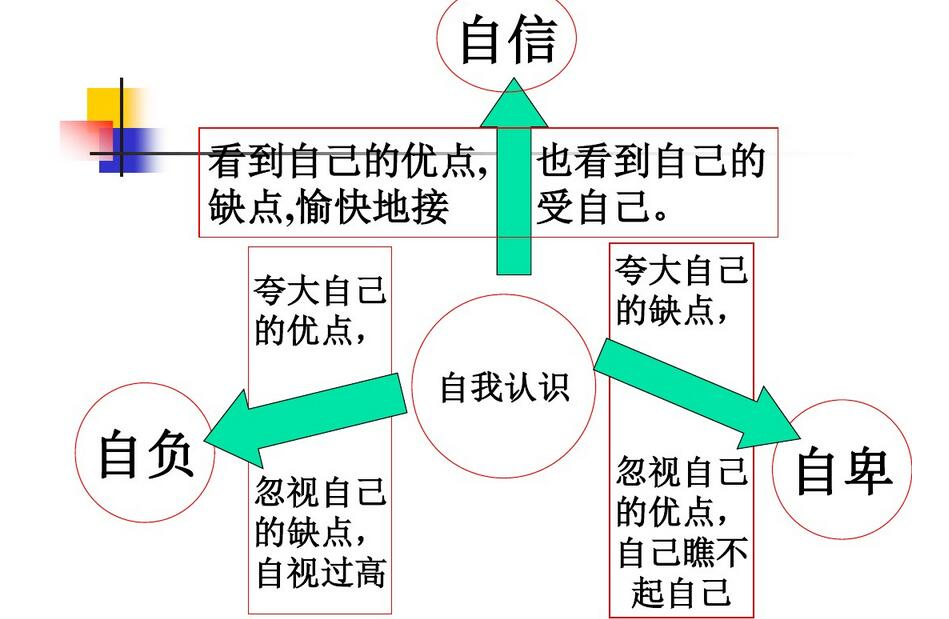 自信
看到自己的优点, 也看到自己的
缺点,愉快地接 受自己。
夸大自己
的优点，
夸大自己
的缺点，
自我认识
自负
自卑
忽视自己
的缺点，
自视过高
忽视自己
的优点，
自己瞧不
起自己